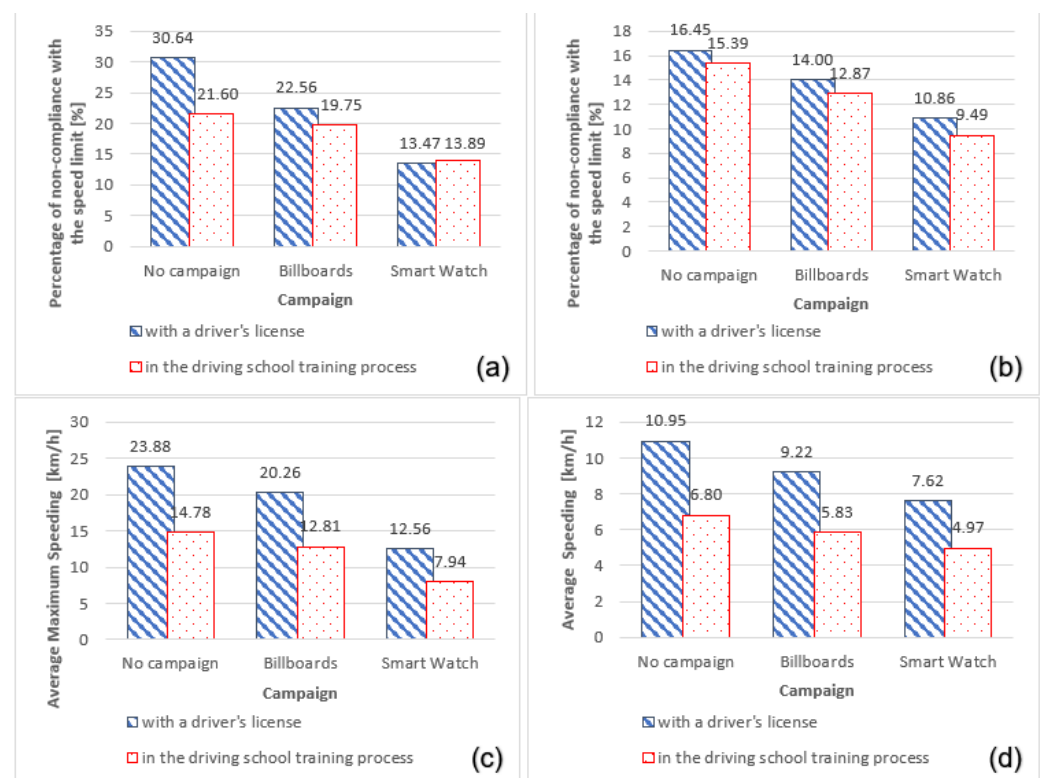 Percentage of non-compliance with
the speed limit [%]
35
30
25
20
15
10
5
0
30.64
21.60
22.56
19.75
13.47
13.89
No campaign
Billboards
Smart Watch
Campaign
with a driver's license
in the driving school training process
(a)
Percentage of non-compliance with
the speed limit [%]
18
16
14
12
10
8
6
4
2
0
16.45
15.39
14.00
12.87
10.86
9.49
No campaign
Billboards
Smart Watch
Campaign
with a driver's license
in the driving school training process
(b)
Average Maximum Speeding [km/h]
30
25
20
15
10
5
0
23.88
14.78
20.26
12.81
12.56
7.94
No campaign
Billboards
Smart Watch
Campaign
with a driver's license
in the driving school training process
(c)
Average Speeding [km/h]
12
10
8
6
4
2
0
10.95
6.80
9.22
5.83
7.62
4.97
No campaign
Billboards
Smart Watch
Campaign
with a driver's license
in the driving school training process
(d)